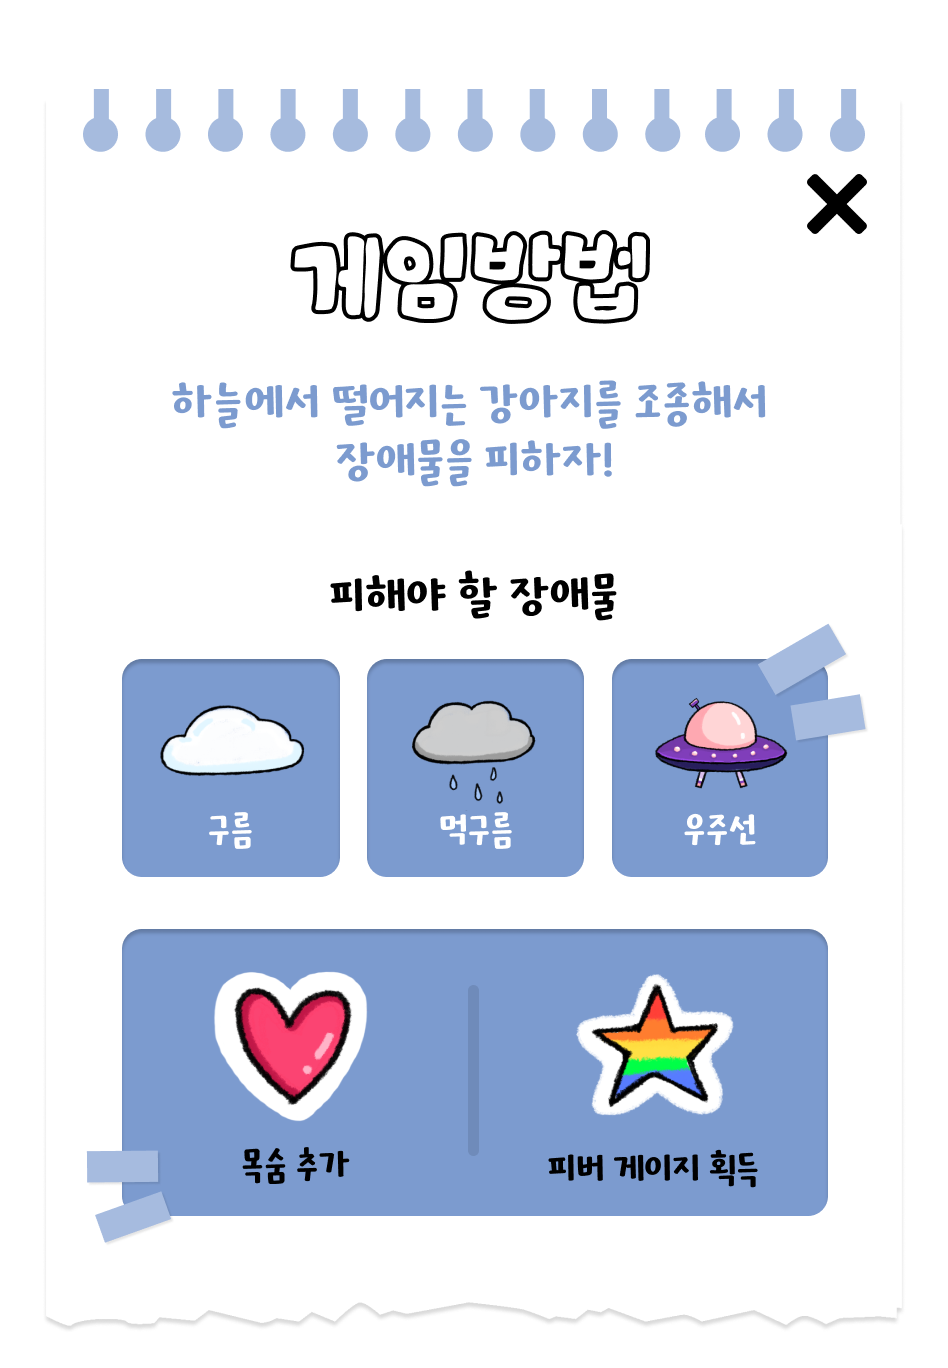 게임방법
하늘에서 떨어지는 강아지를 조종해서
장애물을 피하자!
피해야 할 장애물
구름
먹구름
우주선
목숨 추가
피버 게이지 획득